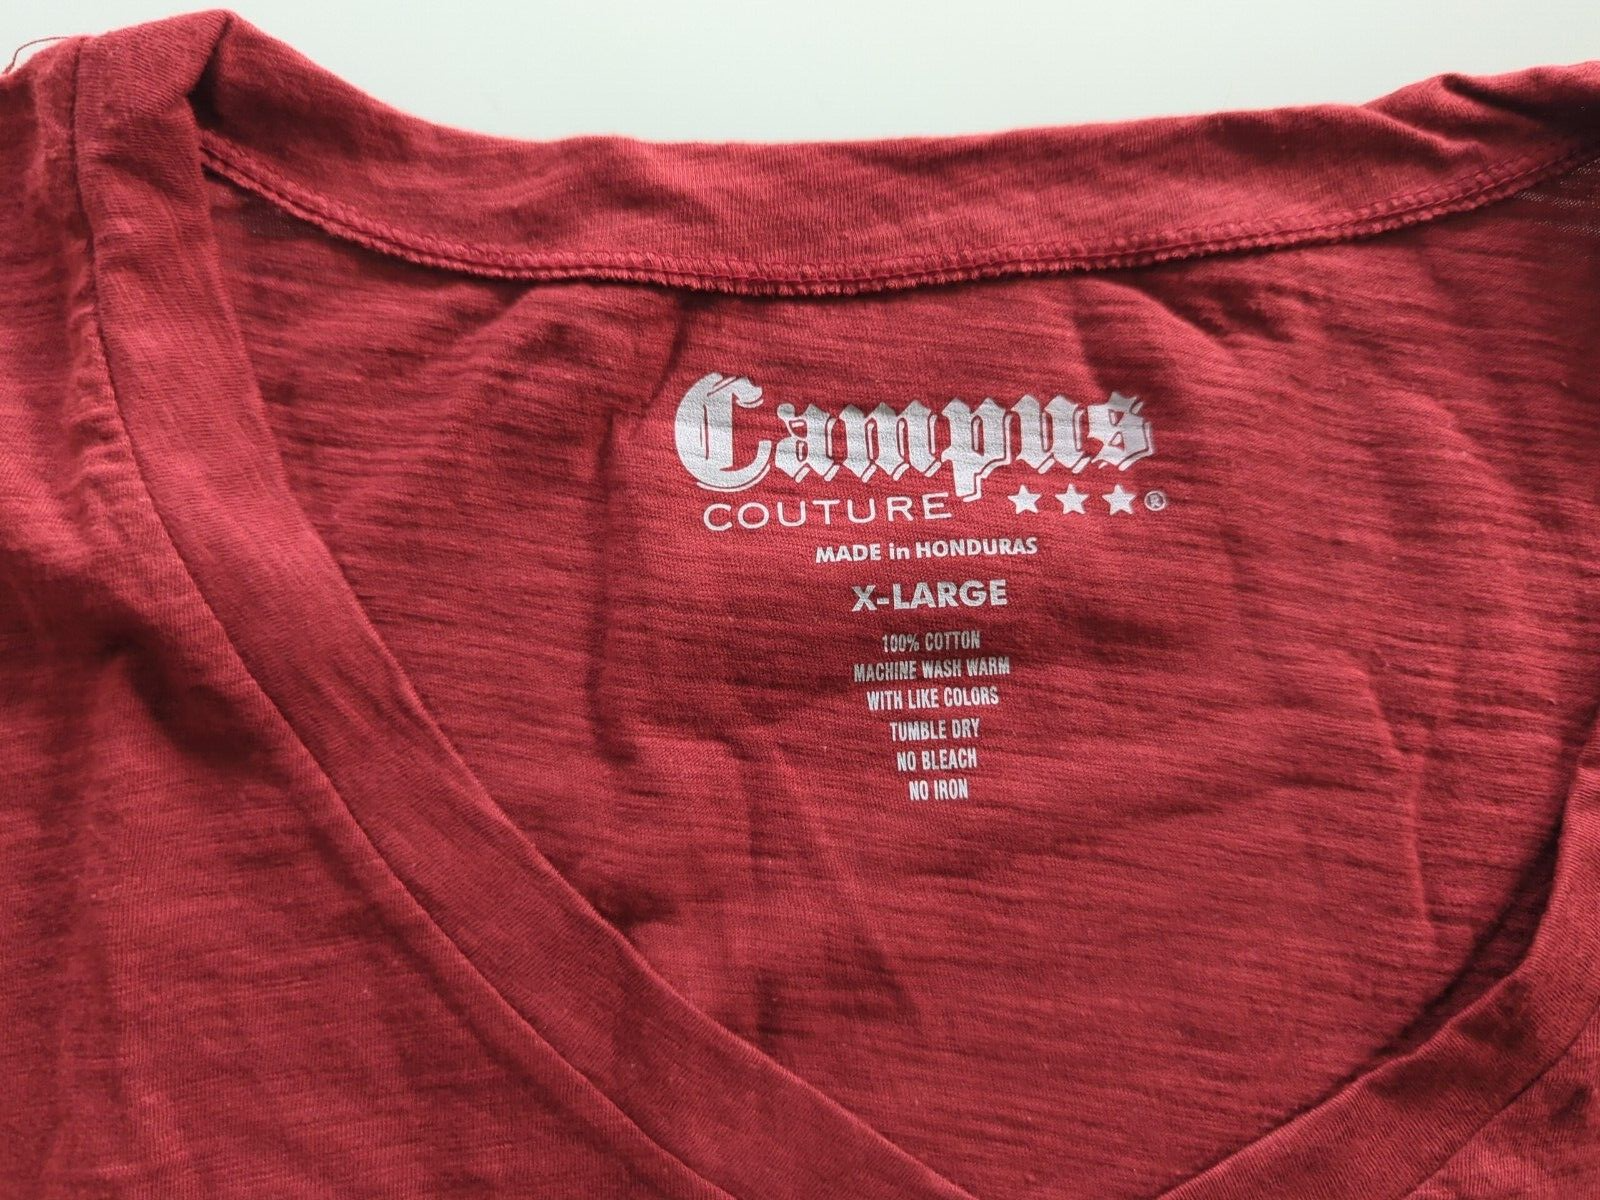 Campus
COUTURE ★★★®
MADE in HONDURAS
X-LARGE
100% COTTON
MACHINE WASH WARM
WITH LIKE COLORS
TUMBLE DRY
NO BLEACH
NO IRON